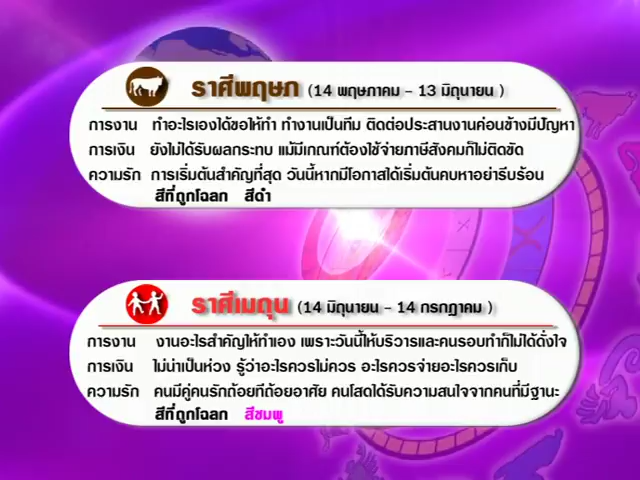 ราศีพฤษภ (14 พฤษภาคม - 13 มิถุนายน )
การงาน ทำอะไรเองได้ขอให้ทำ ทำงานเป็นทีม ติดต่อประสานงานค่อนข้างมีปัญหา
การเงิน ยังไม่ได้รับผลกระทบ แม้มีเกณฑ์ต้องใช้จ่ายภาษีสังคมก็ไม่ติดขัด
ความรัก การเริ่มต้นสำคัญที่สุด วันนี้หากมีโอกาสได้เริ่มต้นคบหาอย่ารีบร้อน
สีที่ถูกโฉลก สีดำ
ราศีเมถุน (14 มิถุนายน - 14 กรกฎาคม )
การงาน งานอะไรสำคัญให้ทำเอง เพราะวันนี้ให้บริวารและคนรอบทำก็ไม่ได้ดั่งใจ
การเงิน ไม่น่าเป็นห่วง รู้ว่าอะไรควรไม่ควร อะไรควรจ่ายอะไรควรเก็บ
ความรัก คนมีคู่คนรักถ้อยทีถ้อยอาศัย คนโสดได้รับความสนใจจากคนที่มีฐานะ
สีที่ถูกโฉลก สีชมพู